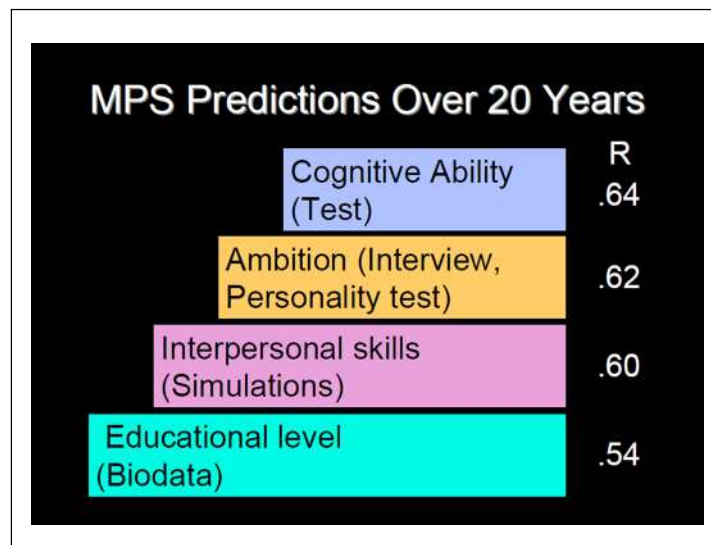 MPS Predictions Over 20 Years
R
Cognitive Ability
(Test)
.64
Ambition (Interview,
Personality test)
.62
Interpersonal skills
(Simulations)
.60
Educational level
(Biodata)
.54